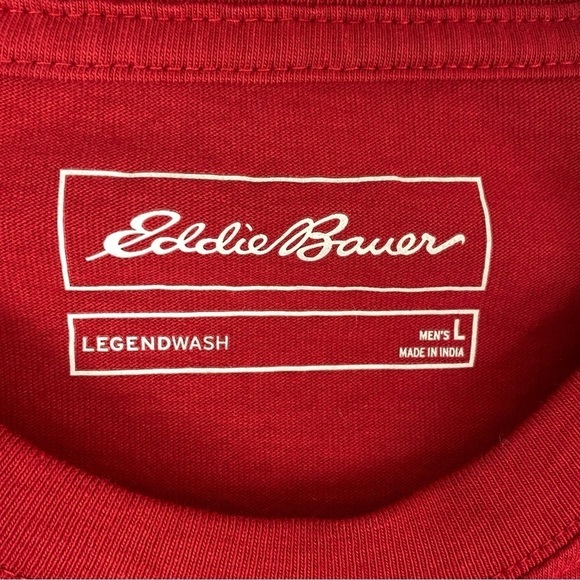 Eddie Bauer
LEGENDWASH
MEN'S L
MADE IN INDIA